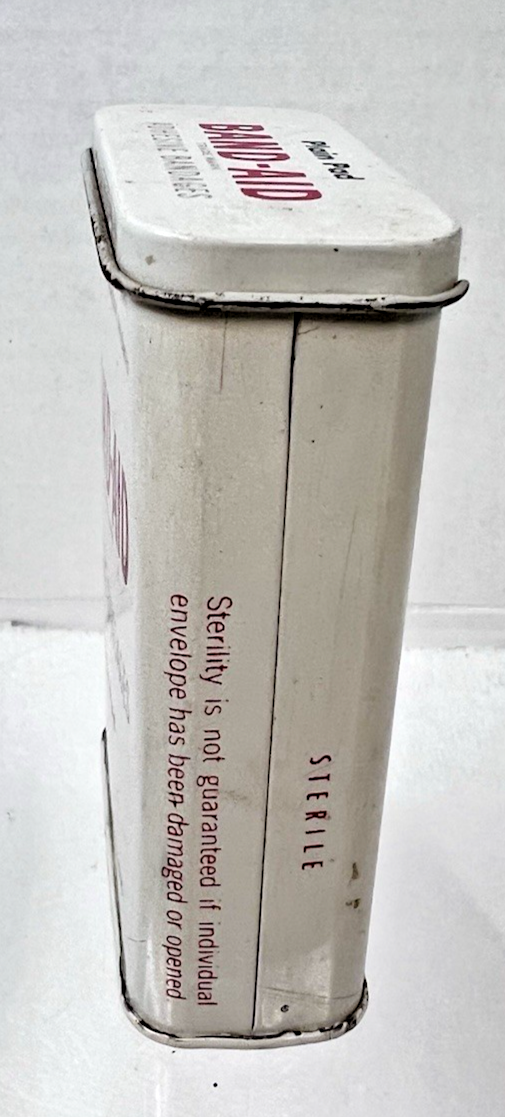 Plain Pad
BAND-AID
ADHESIVE BANDAGES
STERILE
Sterility is not guaranteed if individual
envelope has been damaged or opened